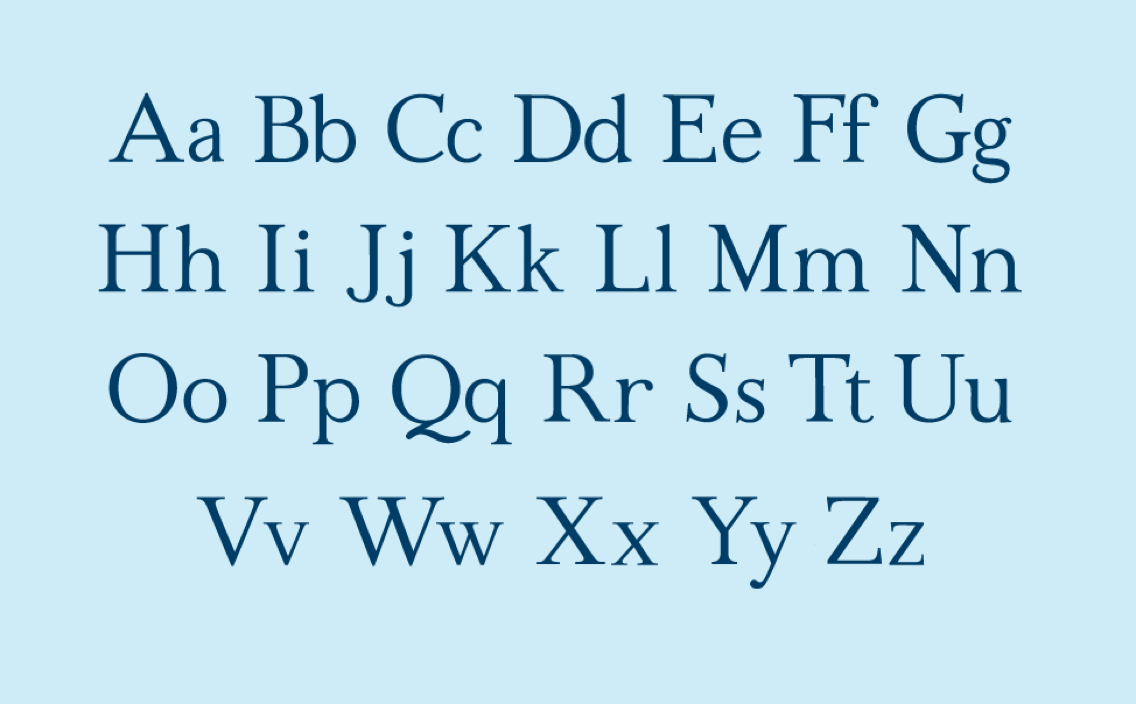 Aa Bb Cc Dd Ee Ff Gg
Hh Ii Jj Kk Ll Mm Nn
Oo Pp Qq Rr Ss Tt Uu
Vv Ww Xx Yy Zz